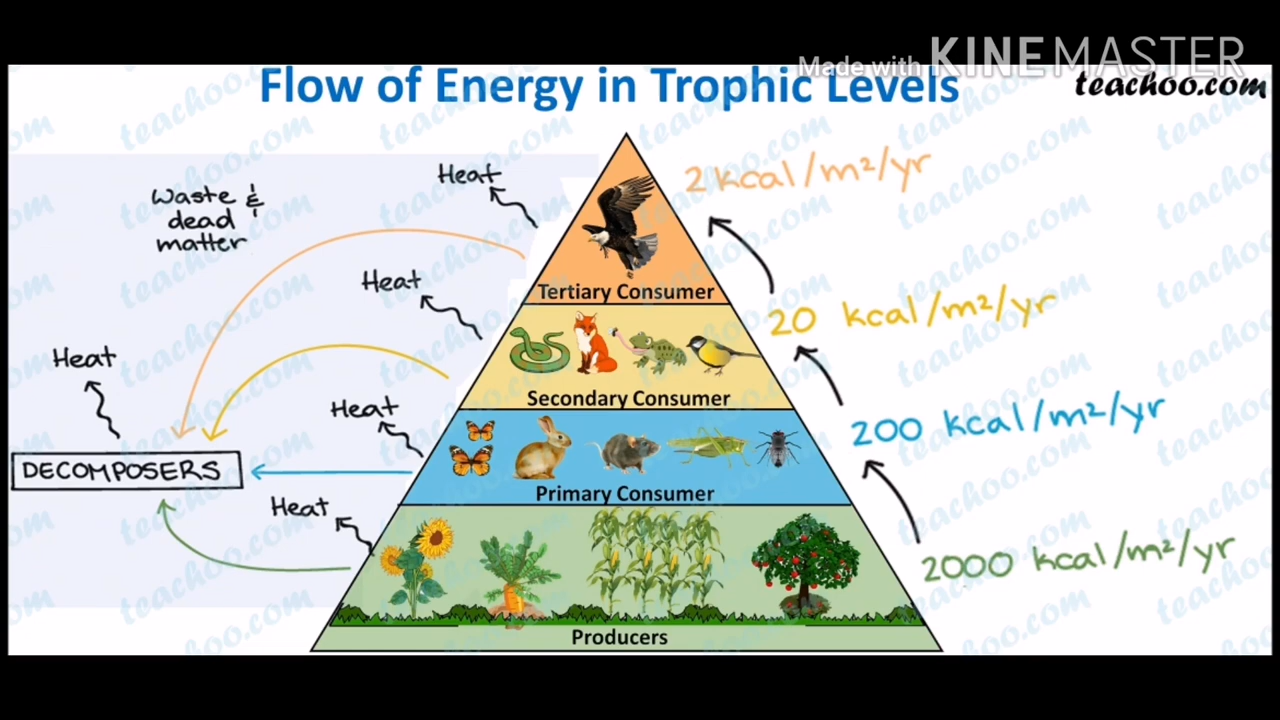 Made with KINEMASTER
Flow of Energy in Trophic Levels
teachoo.com
Waste &
dead
matter
Heat
2 kcal/m²/yr
Heat
Tertiary Consumer
20 kcal/m²/yr
Heat
Secondary Consumer
Heat
200 kcal/m²/yr
DECOMPOSERS
Primary Consumer
Heat
2000 kcal/m²/yr
Producers